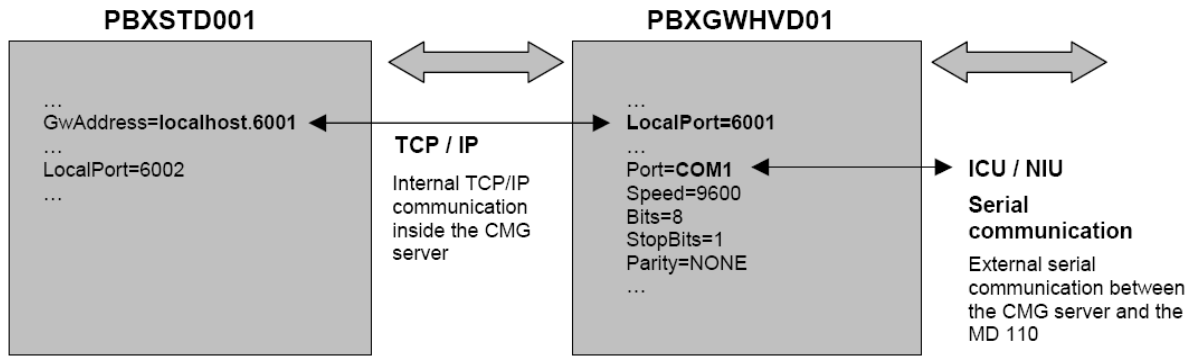 PBXSTD001
PBXGWHVD01
…
GwAddress=localhost.6001
…
LocalPort=6002
…
TCP / IP
Internal TCP/IP
communication
inside the CMG
server
…
LocalPort=6001
…
Port=COM1
Speed=9600
Bits=8
StopBits=1
Parity=NONE
…
ICU / NIU
Serial
communication
External serial
communication between
the CMG server and the
MD 110